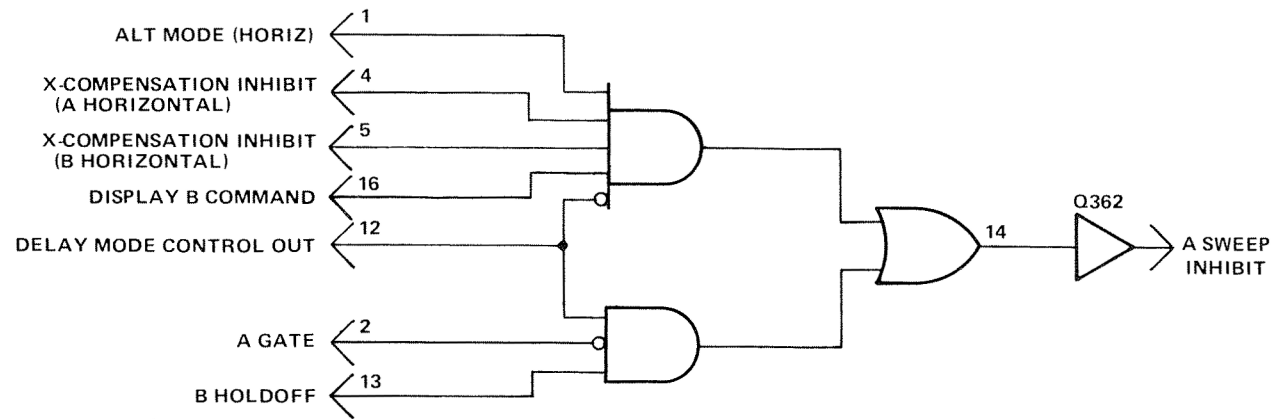 ALT MODE (HORIZ)
1
X-COMPENSATION INHIBIT
(A HORIZONTAL)
4
X-COMPENSATION INHIBIT
(B HORIZONTAL)
5
DISPLAY B COMMAND
16
DELAY MODE CONTROL OUT
12
A GATE
2
B HOLDOFF
13
14
Q362
A SWEEP
INHIBIT